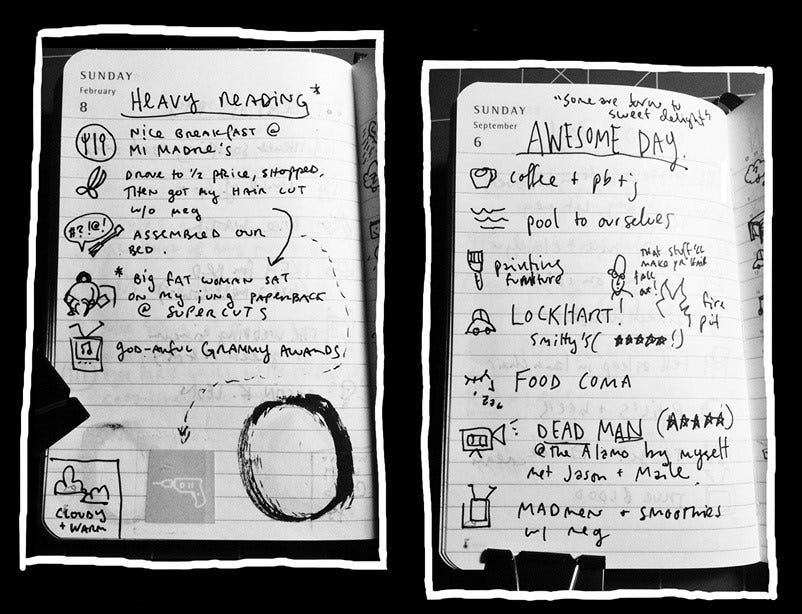 SUNDAY
February
8
HEAVY READING*
NICE BREAKFAST @
MI MADRE'S
DROVE TO 1/2 PRICE, SHOPPED,
THEN GOT MY HAIR CUT
W/O MEG
#?!@!
ASSEMBLED OUR
BED.
* BIG FAT WOMAN SAT
ON MY JUNG PAPERBACK
@ SUPERCUTS
GOD-AWFUL GRAMMY AWARDS
CLOUDY
+ WARM
SUNDAY
September
6
"some are born to
sweet delight"
AWESOME DAY.
coffee + pb+j
pool to ourselves
painting
furniture
That stuff'll
make yr hair
fall
out!
fire
pit
LOCKHART.
Smitty's( ★★★★★!)
zzz
FOOD COMA
DEAD MAN (★★★★★)
@ the Alamo by myself
met Jason + Maile.
MADMEN + SMOOTHIES
w/ meg